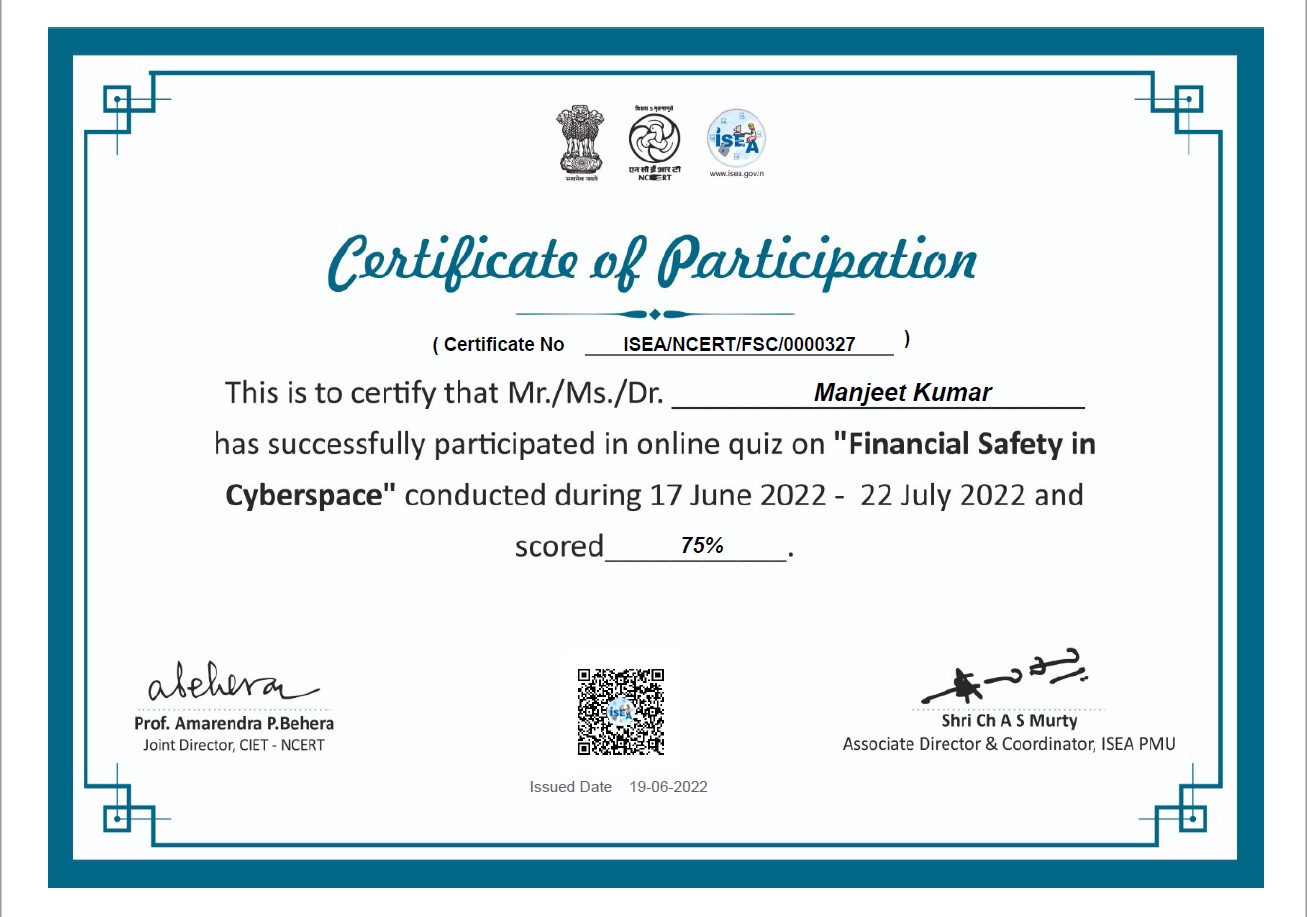 विद्यया ऽ मृतमश्नुते
सत्यमेव जयते
एन सी ई आर टी
NCERT
iSEA
www.isea.gov.in
Certificate of Participation
( Certificate No ISEA/NCERT/FSC/0000327 )
This is to certify that Mr./Ms./Dr. Manjeet Kumar
has successfully participated in online quiz on "Financial Safety in
Cyberspace" conducted during 17 June 2022 - 22 July 2022 and
scored 75% .
abehera
Prof. Amarendra P.Behera
Joint Director, CIET - NCERT
iSEA
Shri Ch A S Murty
Associate Director & Coordinator, ISEA PMU
Issued Date 19-06-2022